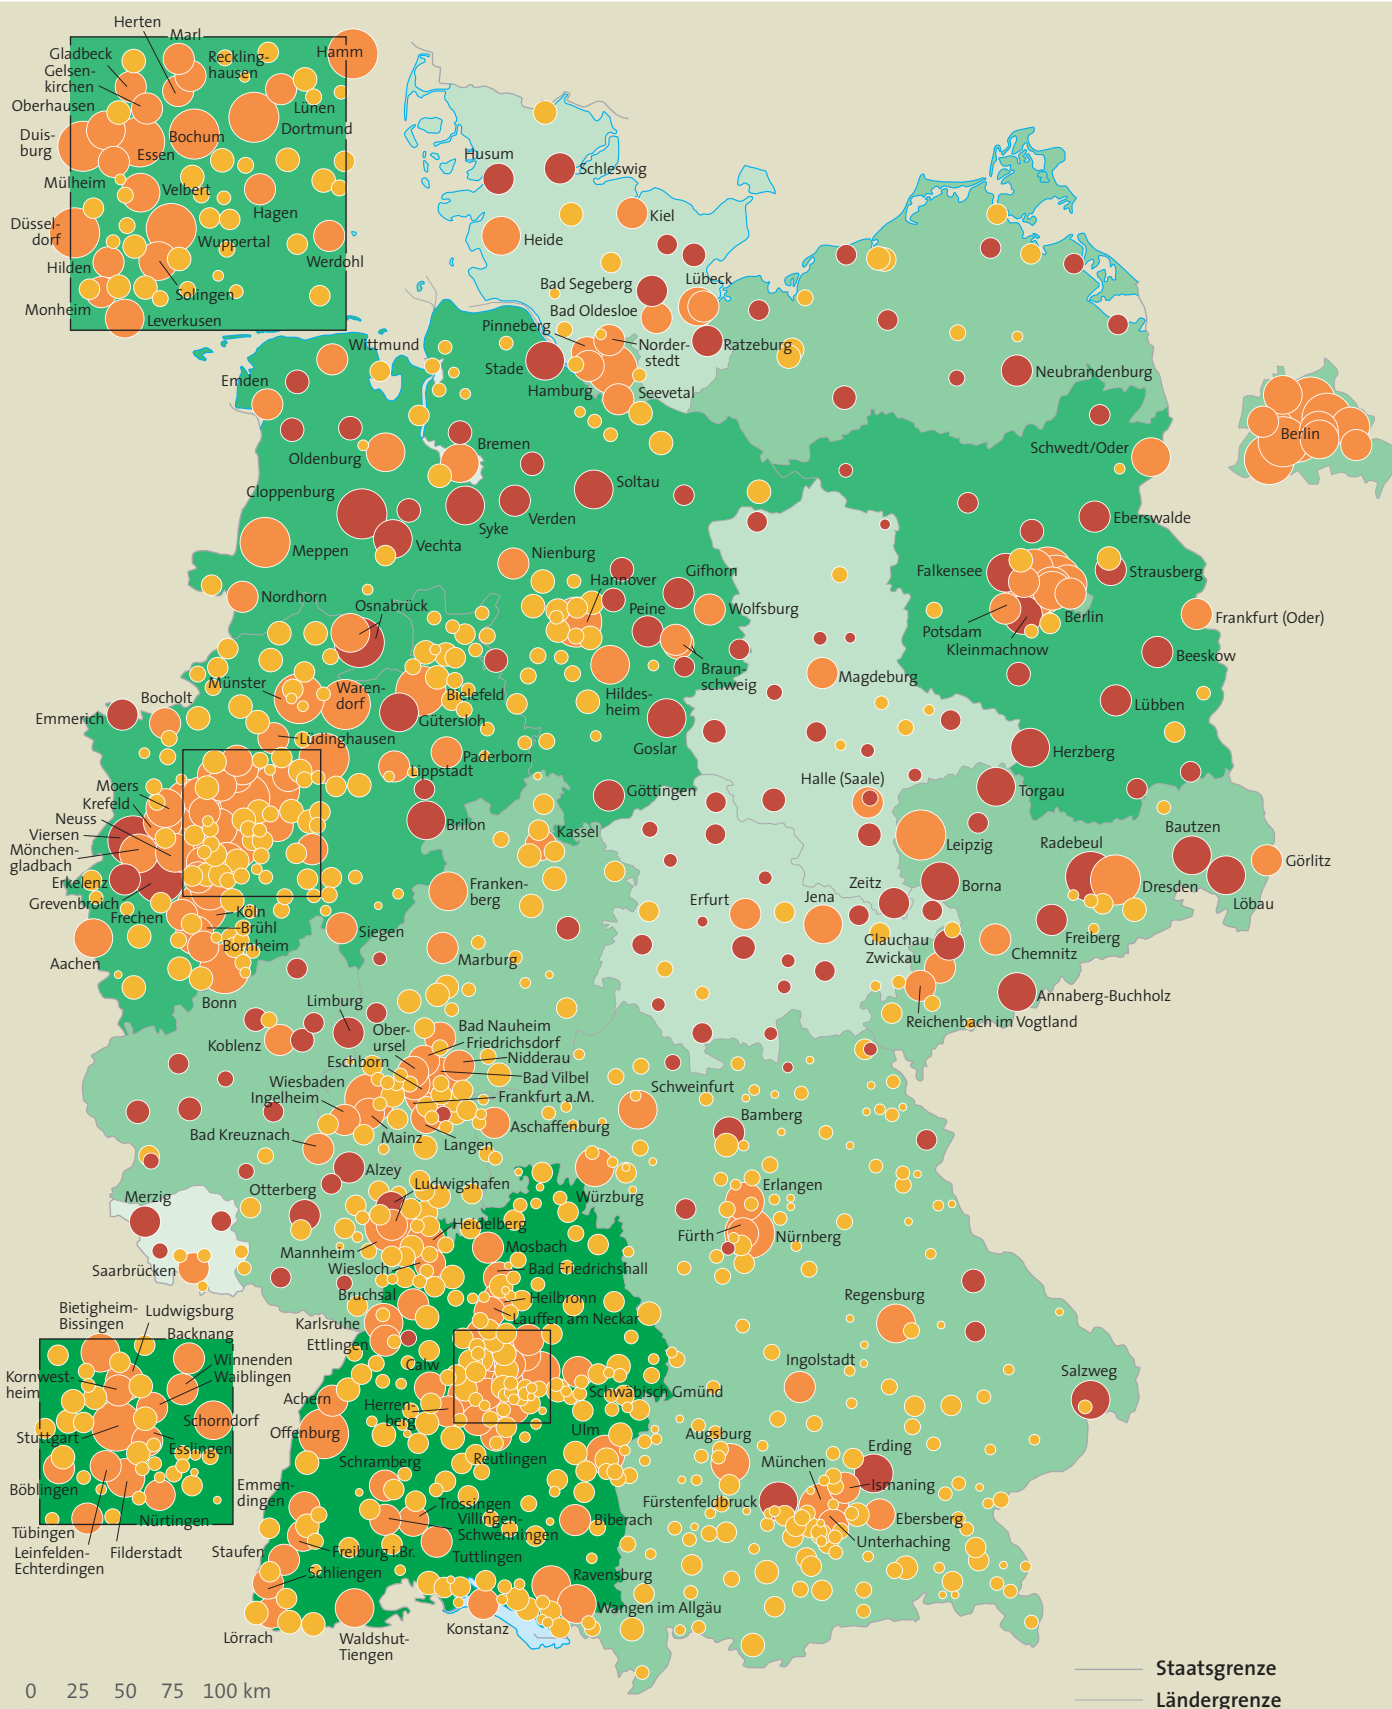 Herten
Marl
Gladbeck
Reckling-
hausen
Hamm
Gelsen-
kirchen
Oberhausen
Lünen
Duis-
burg
Bochum
Dortmund
Essen
Mülheim
Velbert
Hagen
Düssel-
dorf
Wuppertal
Hilden
Werdohl
Solingen
Monheim
Leverkusen
Husum
Schleswig
Kiel
Heide
Bad Segeberg
Lübeck
Bad Oldesloe
Pinneberg
Norder-
stedt
Ratzeburg
Wittmund
Stade
Hamburg
Seevetal
Neubrandenburg
Emden
Oldenburg
Bremen
Schwedt/Oder
Berlin
Cloppenburg
Soltau
Verden
Syke
Vechta
Eberswalde
Meppen
Nienburg
Hannover
Gifhorn
Falkensee
Strausberg
Nordhorn
Osnabrück
Peine
Wolfsburg
Potsdam
Berlin
Kleinmachnow
Frankfurt (Oder)
Braun-
schweig
Magdeburg
Beeskow
Münster
Waren-
dorf
Bielefeld
Hildes-
heim
Lübben
Bocholt
Emmerich
Gütersloh
Lüdinghausen
Goslar
Herzberg
Paderborn
Lippstadt
Halle (Saale)
Moers
Krefeld
Neuss
Viersen
Mönchen-
gladbach
Göttingen
Torgau
Brilon
Kassel
Leipzig
Radebeul
Bautzen
Görlitz
Erkelenz
Grevenbroich
Franken-
berg
Zeitz
Borna
Dresden
Löbau
Frechen
Köln
Brühl
Bornheim
Siegen
Erfurt
Jena
Freiberg
Aachen
Marburg
Glauchau
Zwickau
Chemnitz
Bonn
Limburg
Annaberg-Buchholz
Reichenbach im Vogtland
Koblenz
Ober-
ursel
Bad Nauheim
Friedrichsdorf
Eschborn
Nidderau
Wiesbaden
Bad Vilbel
Ingelheim
Frankfurt a.M.
Schweinfurt
Bamberg
Bad Kreuznach
Mainz
Langen
Aschaffenburg
Alzey
Merzig
Otterberg
Ludwigshafen
Würzburg
Erlangen
Heidelberg
Fürth
Nürnberg
Mannheim
Mosbach
Saarbrücken
Wiesloch
Bad Friedrichshall
Bruchsal
Heilbronn
Regensburg
Bietigheim-
Bissingen
Ludwigsburg
Lauffen am Neckar
Karlsruhe
Backnang
Ettlingen
Winnenden
Waiblingen
Calw
Ingolstadt
Salzweg
Kornwest-
heim
Schwäbisch Gmünd
Achern
Herren-
berg
Schorndorf
Stuttgart
Offenburg
Ulm
Augsburg
Esslingen
Reutlingen
Erding
Schramberg
München
Böblingen
Emmen-
dingen
Ismaning
Fürstenfeldbruck
Trossingen
Villingen-
Schwenningen
Biberach
Ebersberg
Nürtingen
Tübingen
Unterhaching
Leinfelden-
Echterdingen
Filderstadt
Staufen
Freiburg i.Br.
Tuttlingen
Schliengen
Ravensburg
Wangen im Allgäu
Lörrach
Konstanz
Waldshut-
Tiengen
Staatsgrenze
0 25 50 75 100 km
Ländergrenze